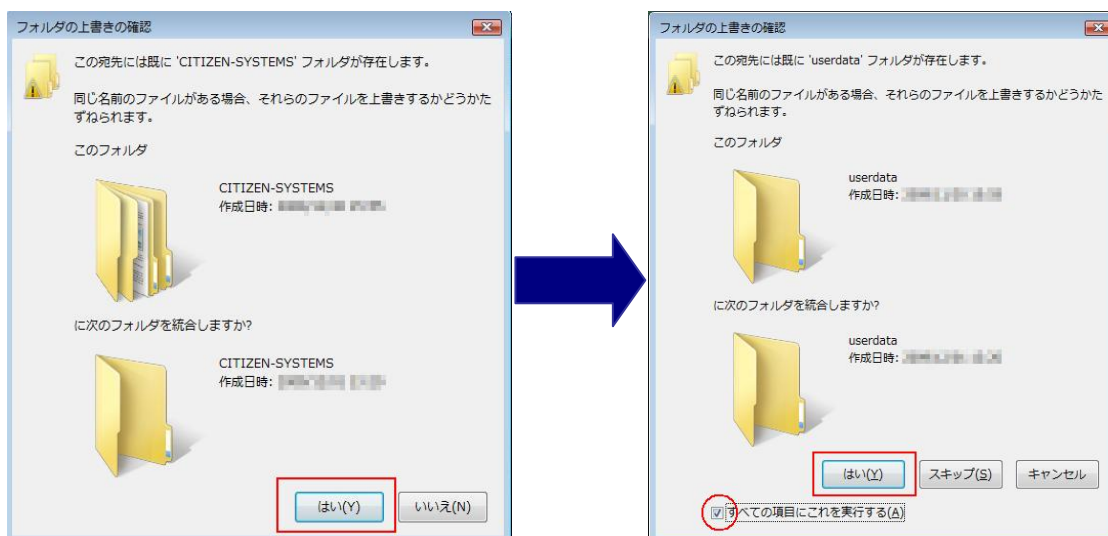 フォルダの上書きの確認
この宛先には既に 'CITIZEN-SYSTEMS' フォルダが存在します。
同じ名前のファイルがある場合、それらのファイルを上書きするかどうかた
ずねられます。
このフォルダ
CITIZEN-SYSTEMS
作成日時:
に次のフォルダを統合しますか?
CITIZEN-SYSTEMS
作成日時:
はい(Y)
いいえ(N)
フォルダの上書きの確認
この宛先には既に 'userdata' フォルダが存在します。
同じ名前のファイルがある場合、それらのファイルを上書きするかどうかた
ずねられます。
このフォルダ
userdata
作成日時:
に次のフォルダを統合しますか?
userdata
作成日時:
はい(Y)
スキップ(S)
キャンセル
すべての項目にこれを実行する(A)